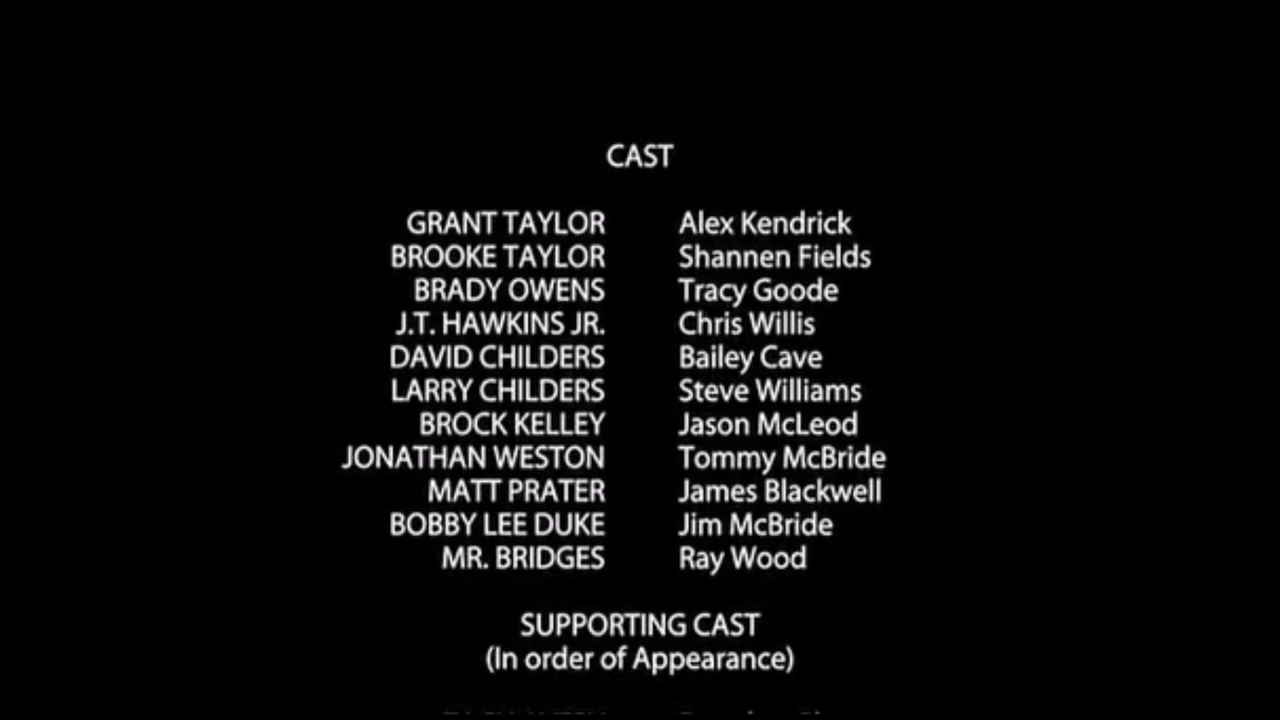 CAST
GRANT TAYLOR Alex Kendrick
BROOKE TAYLOR Shannen Fields
BRADY OWENS Tracy Goode
J.T. HAWKINS JR. Chris Willis
DAVID CHILDERS Bailey Cave
LARRY CHILDERS Steve Williams
BROCK KELLEY Jason McLeod
JONATHAN WESTON Tommy McBride
MATT PRATER James Blackwell
BOBBY LEE DUKE Jim McBride
MR. BRIDGES Ray Wood
SUPPORTING CAST
(In order of Appearance)